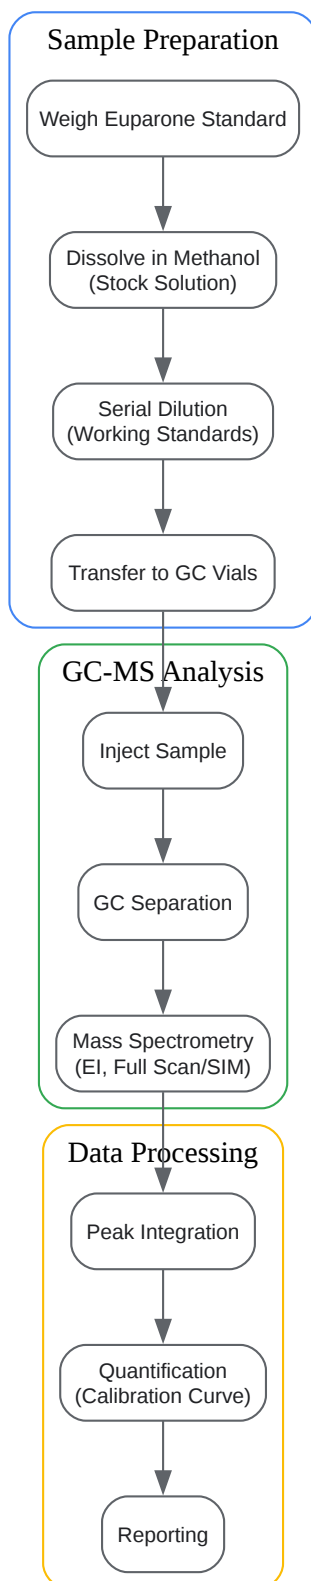 Sample Preparation
Weigh Euparone Standard
Dissolve in Methanol
(Stock Solution)
Serial Dilution
(Working Standards)
Transfer to GC Vials
GC-MS Analysis
Inject Sample
GC Separation
Mass Spectrometry
(EI, Full Scan/SIM)
Data Processing
Peak Integration
Quantification
(Calibration Curve)
Reporting